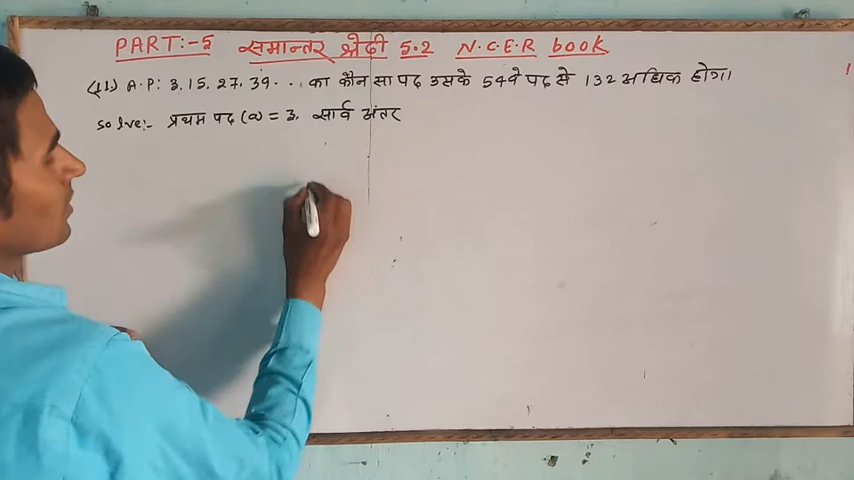 PART:-5 समान्तर श्रेढी 5.2 N.C.E.R book
(11) A.P: 3, 15, 27, 39 ... का कौन सा पद उसके 54वे पद से 132 अधिक होगा।
Solve:- प्रथम पद (a) = 3, सार्व अंतर